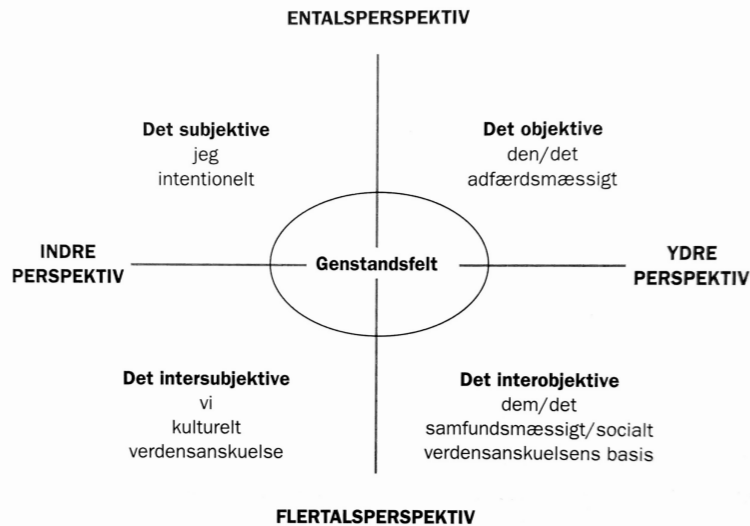 ENTALSPERSPEKTIV
Det subjektive
jeg
intentionelt
Det objektive
den/det
adfærdsmæssigt
INDRE
PERSPEKTIV
Genstandsfelt
YDRE
PERSPEKTIV
Det intersubjektive
vi
kulturelt
verdensanskuelse
Det interobjektive
dem/det
samfundsmæssigt/socialt
verdensanskuelsens basis
FLERTALSPERSPEKTIV